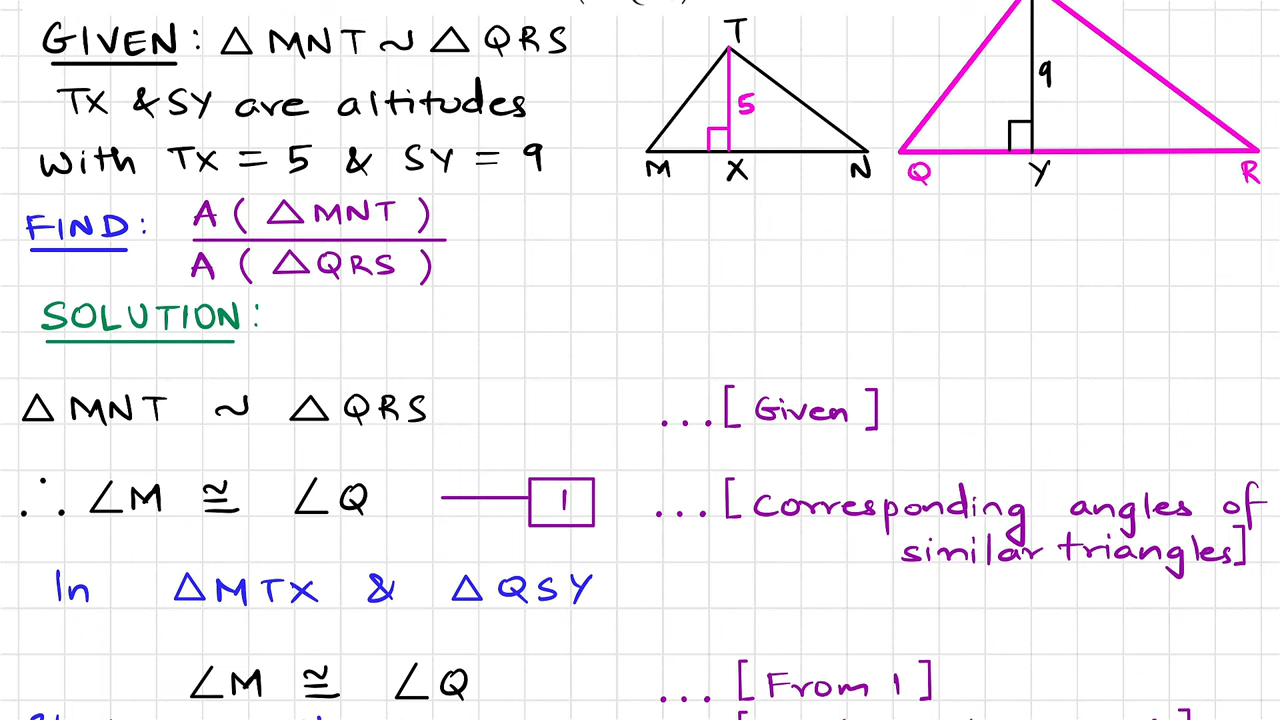 GIVEN: △ MNT ~ △ QRS
TX & SY are altitudes
with TX = 5 & SY = 9
T
5
M X N
9
Q Y R
FIND: A ( △ MNT )
A ( △ QRS )
SOLUTION:
△ MNT ~ △ QRS ... [ Given ]
∴ ∠M ≅ ∠Q 1 ... [ Corresponding angles of
similar triangles]
In △MTX & △QSY
∠M ≅ ∠Q ... [ From 1 ]